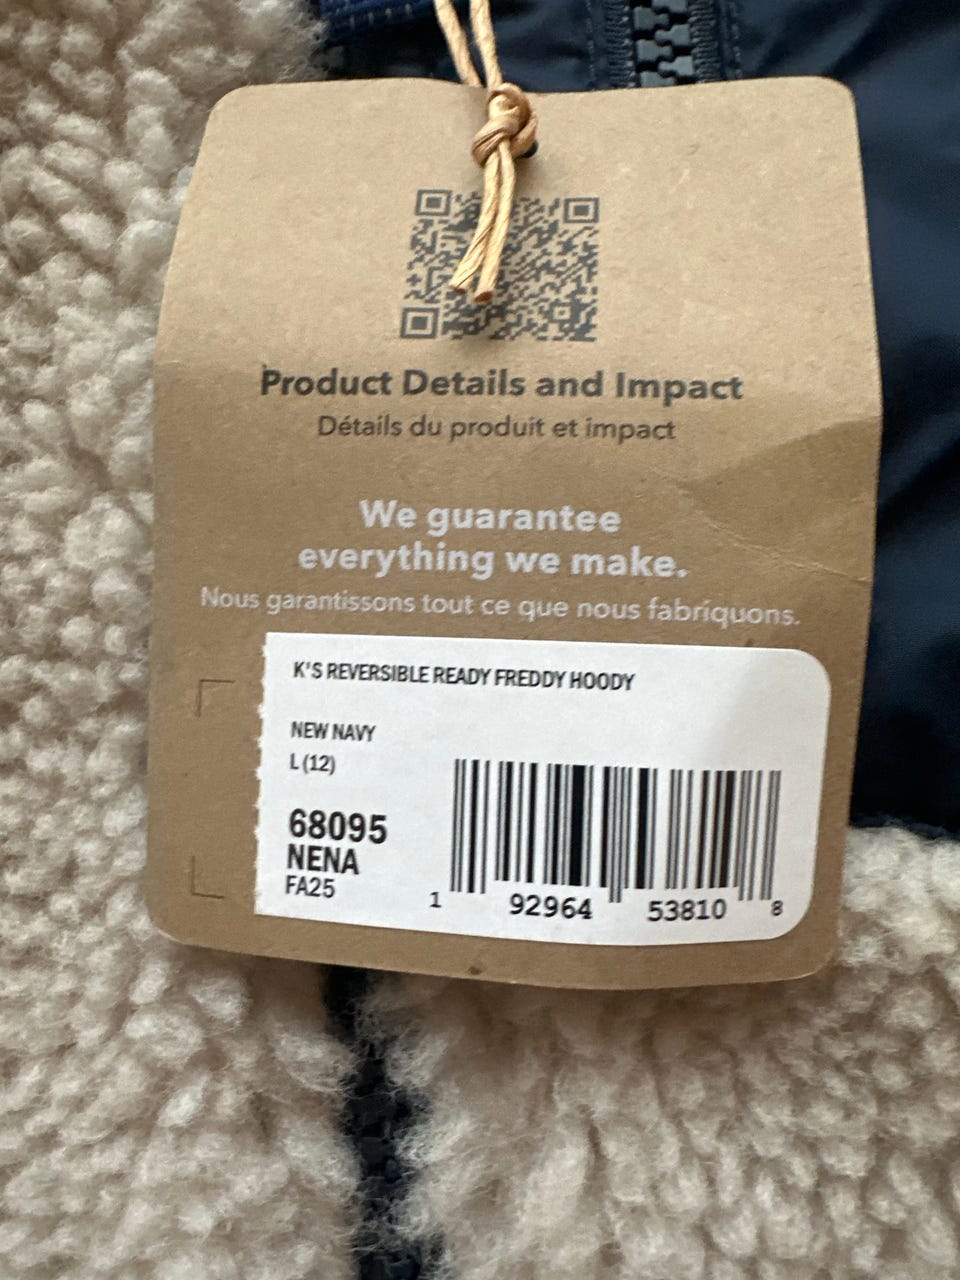 Product Details and Impact
Détails du produit et impact
We guarantee
everything we make.
Nous garantissons tout ce que nous fabriquons.
K'S REVERSIBLE READY FREDDY HOODY
NEW NAVY
L (12)
68095
NENA
FA25
1 92964 53810 8